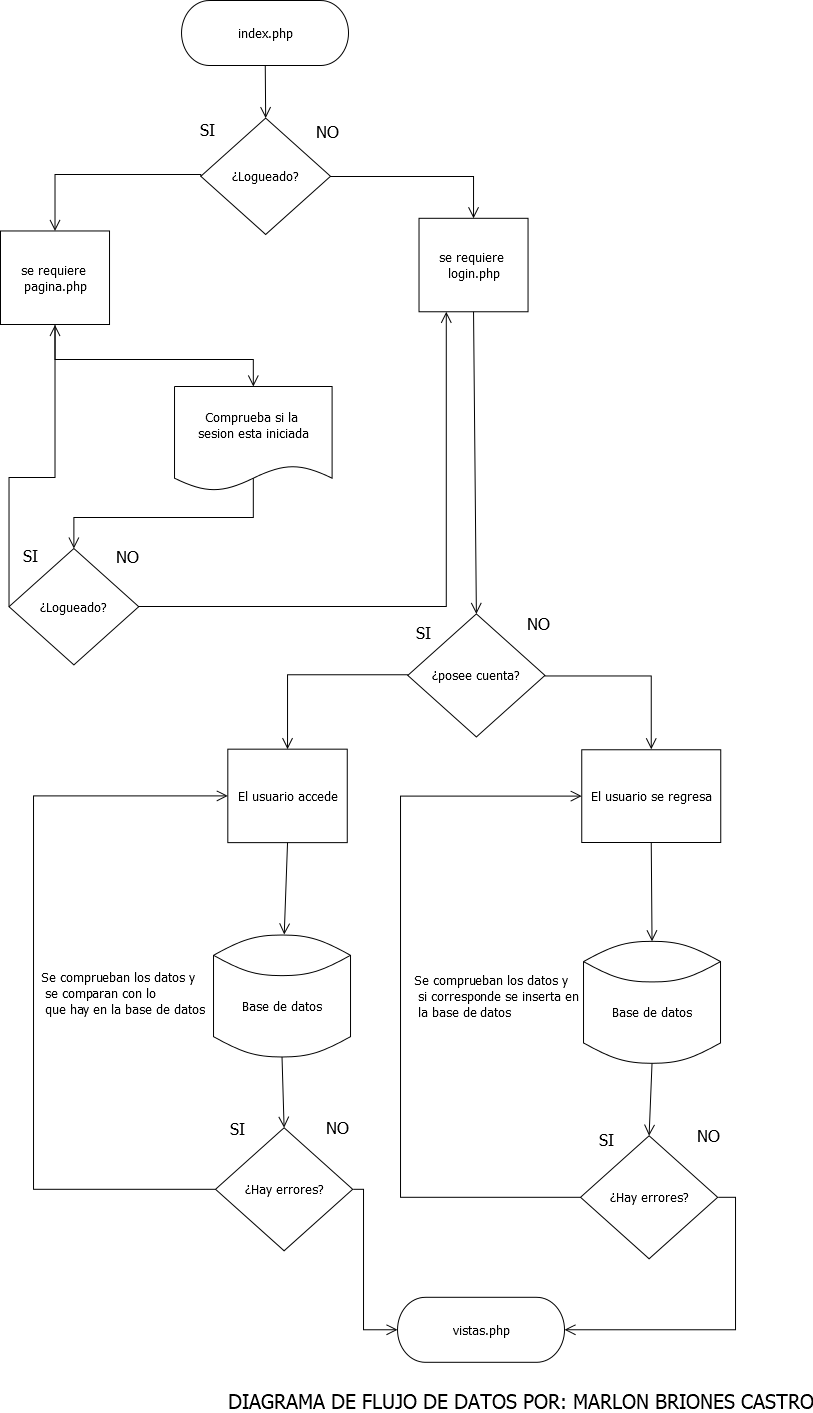 index.php
SI
NO
¿Logueado?
se requiere
pagina.php
se requiere
login.php
Comprueba si la
sesion esta iniciada
SI
NO
¿Logueado?
SI
NO
¿posee cuenta?
El usuario accede
El usuario se regresa
Se comprueban los datos y
se comparan con lo
que hay en la base de datos
Base de datos
Se comprueban los datos y
si corresponde se inserta en
la base de datos
Base de datos
SI
NO
¿Hay errores?
SI
NO
¿Hay errores?
vistas.php
DIAGRAMA DE FLUJO DE DATOS POR: MARLON BRIONES CASTRO